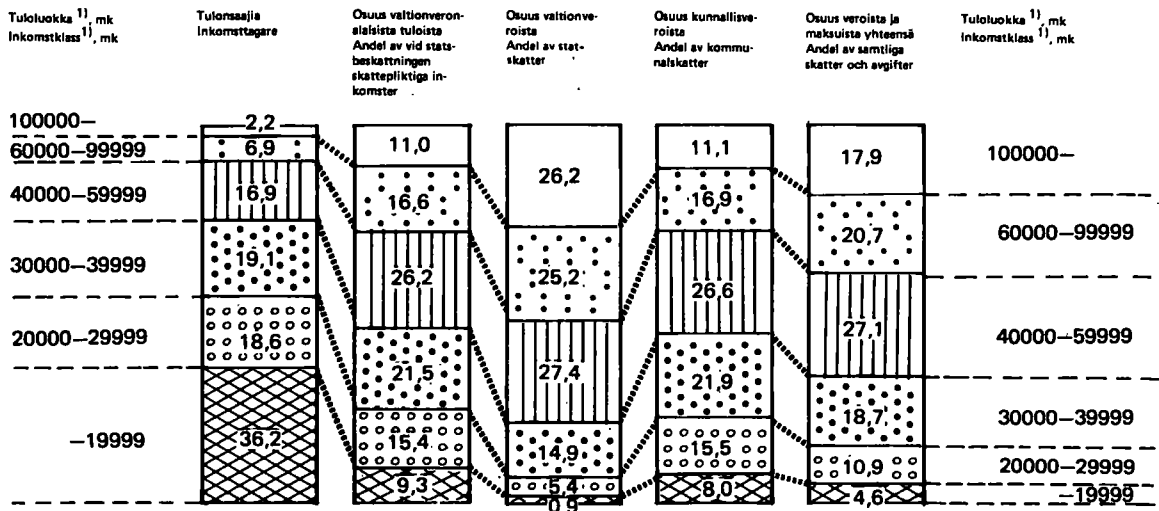 Tuloluokka 1), mk
Inkomstklass 1), mk
Tulonsaajia
Inkomsttagare
Osuus valtionveron-
alaisista tuloista
Andel av vid stats-
beskattningen
skattepliktiga in-
komster
Osuus valtionve-
roista
Andel av stat-
skatter
Osuus kunnallisve-
roista
Andel av kommu-
nalskatter
Osuus veroista ja
maksuista yhteensä
Andel av samtliga
skatter och avgifter
Tuloluokka 1), mk
Inkomstklass 1), mk
100000—
60000—99999
40000—59999
30000—39999
20000—29999
—19999
2,2
6,9
16,9
19,1
18,6
36,2
11,0
16,6
26,2
21,5
15,4
9,3
26,2
25,2
27,4
14,9
5,4
0,9
11,1
16,9
26,6
21,9
15,5
8,0
17,9
20,7
27,1
18,7
10,9
4,6
100000—
60000—99999
40000—59999
30000—39999
20000—29999
—19999